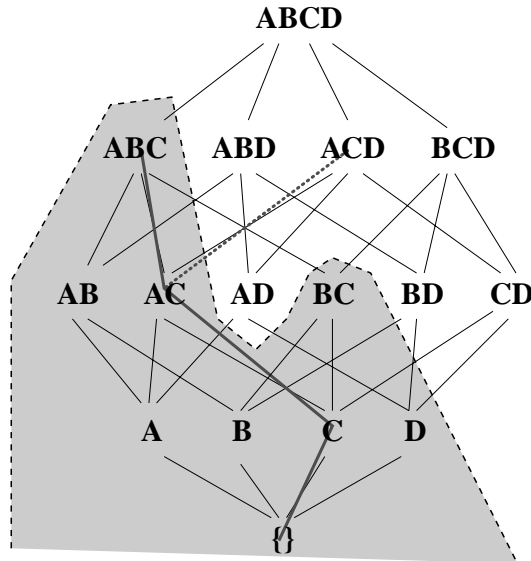 ABCD
ABC ABD ACD BCD
AB AC AD BC BD CD
A B C D
{}